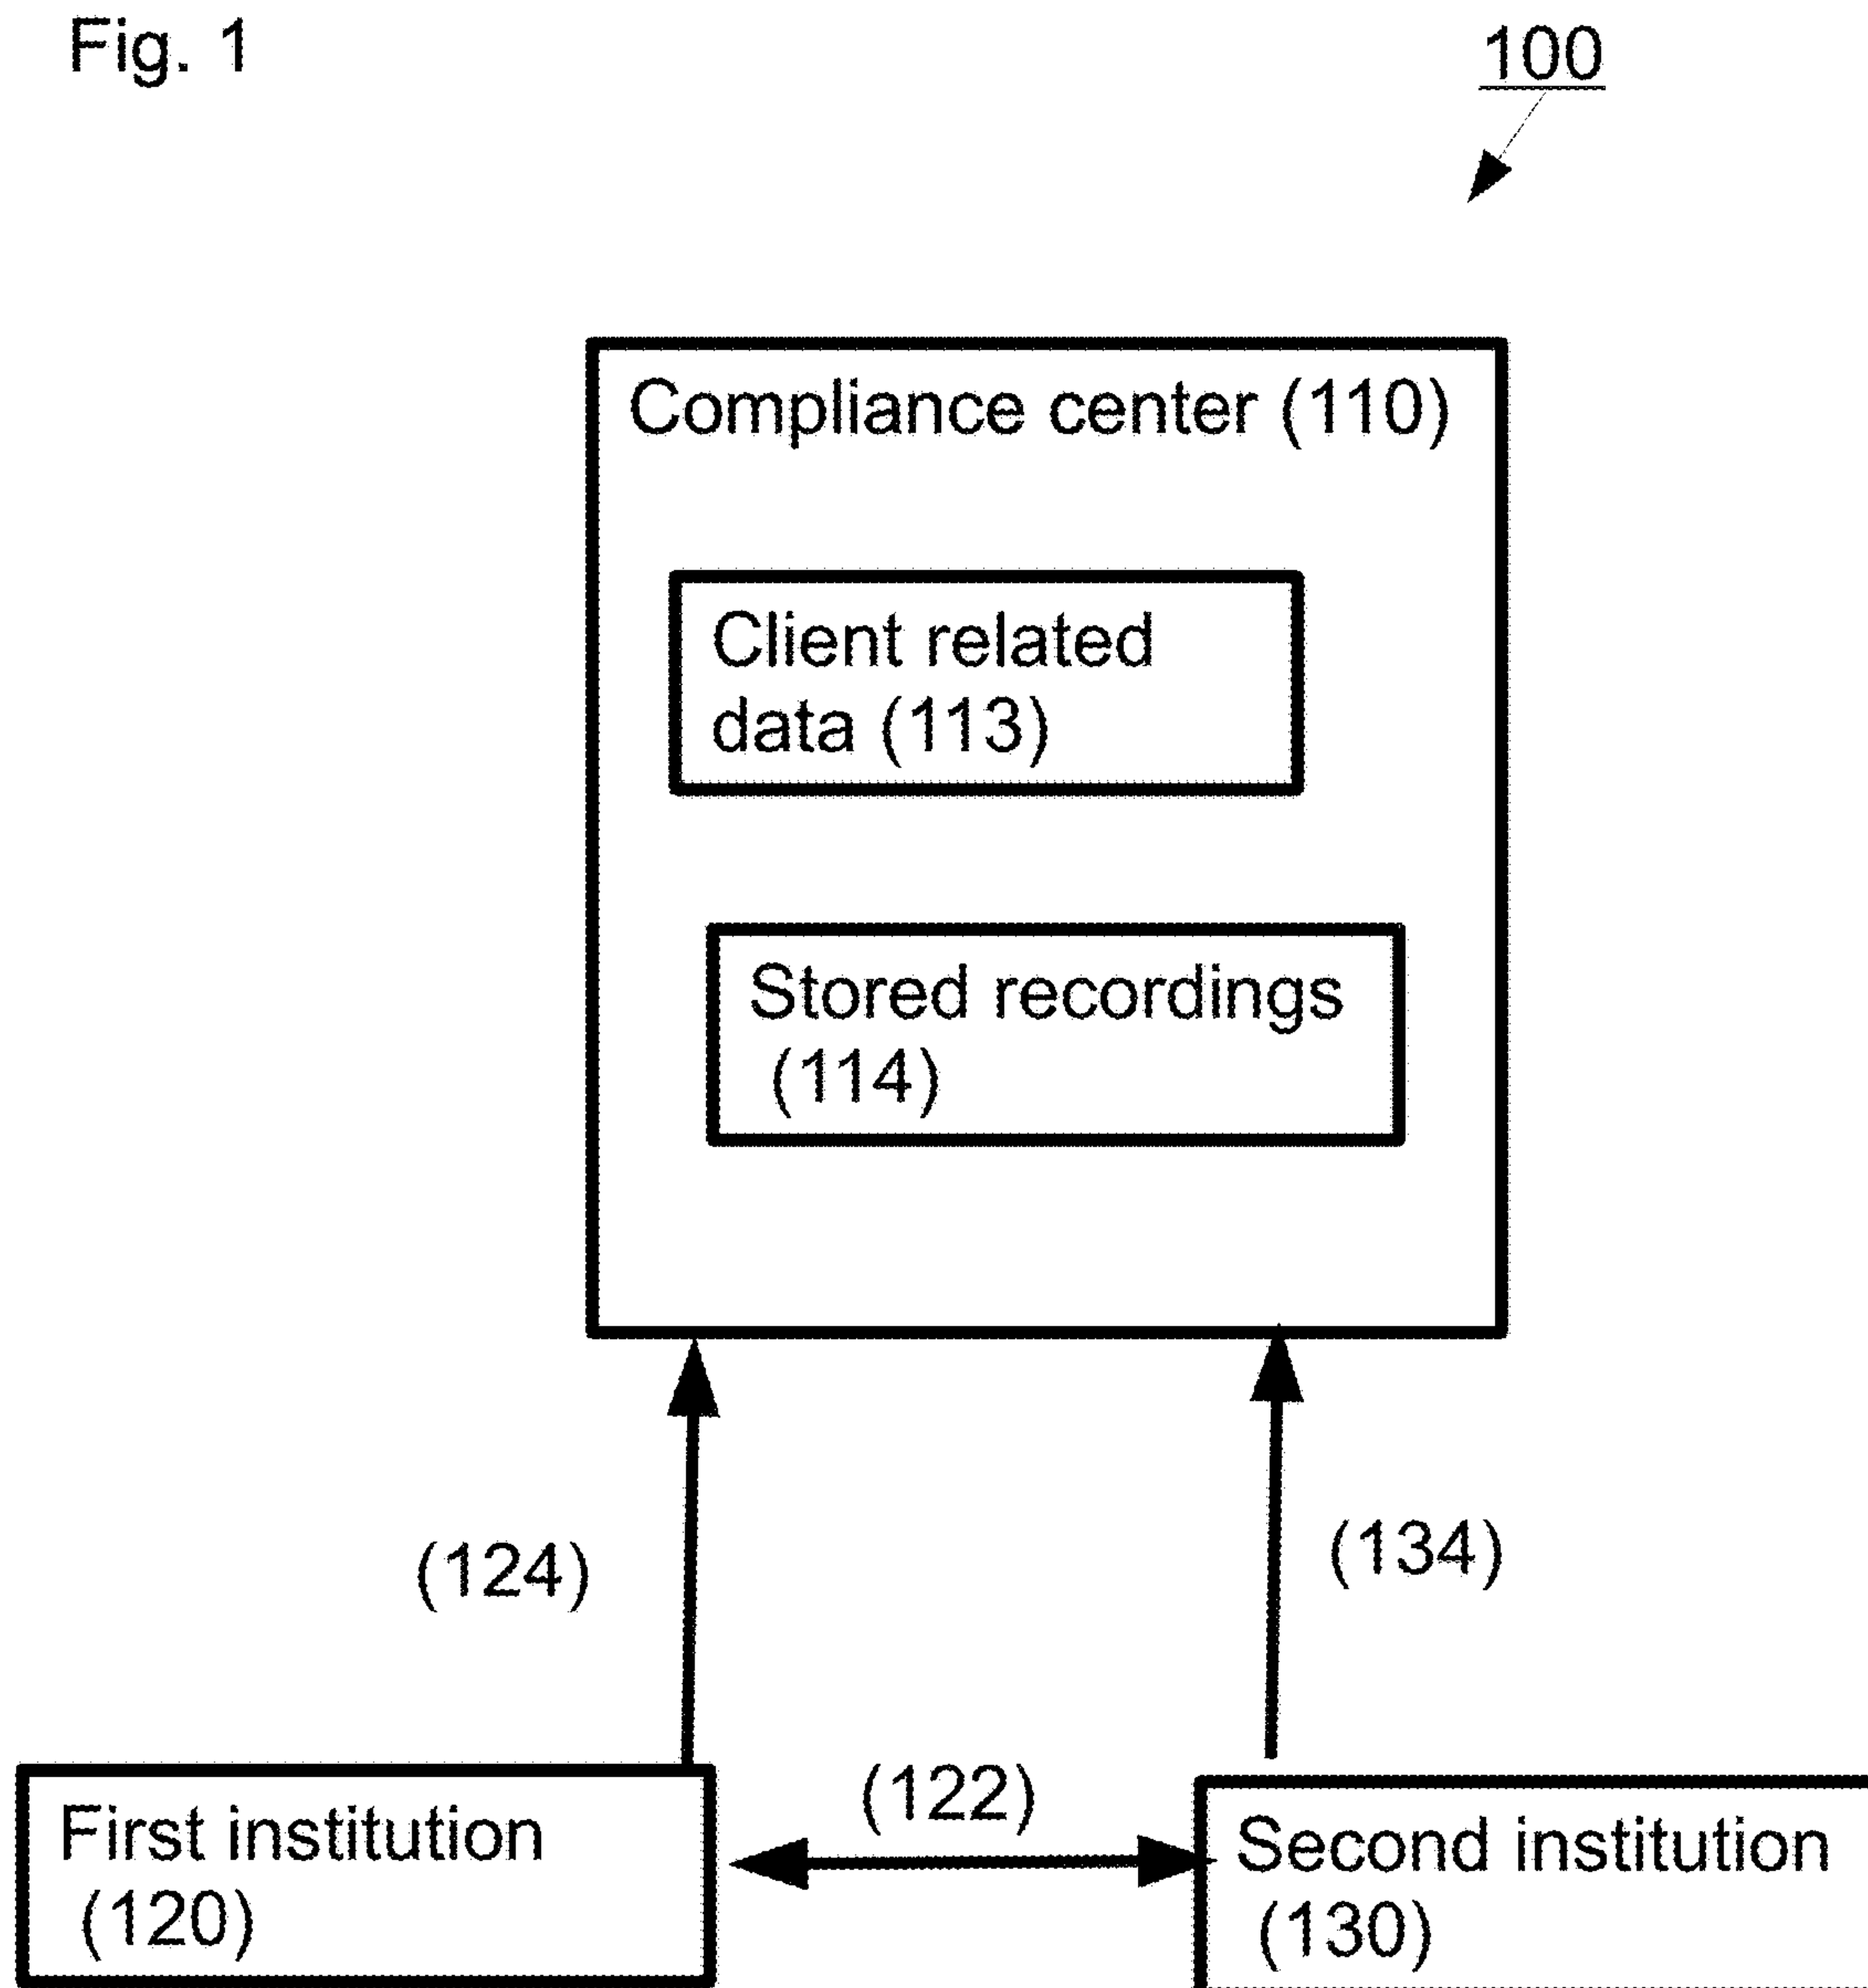 Fig. 1
100
Compliance center (110)
Client related
data (113)
Stored recordings
(114)
(124)
(134)
(122)
First institution
(120)
Second institution
(130)